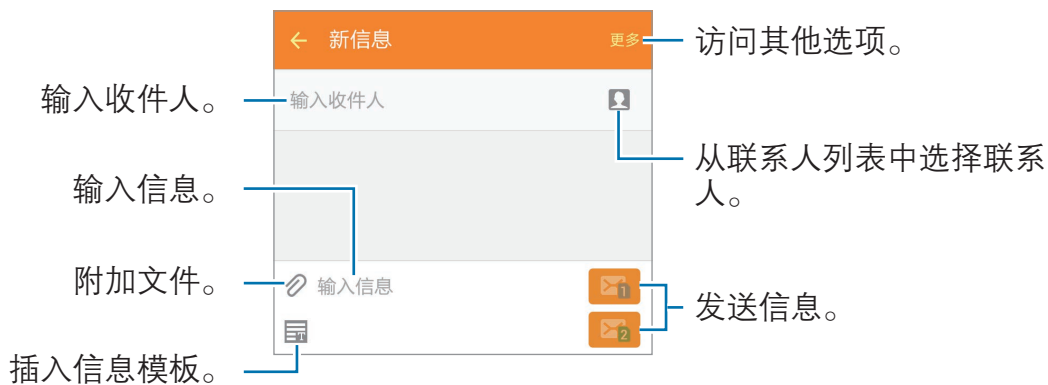 新信息
更多
访问其他选项。
输入收件人。
输入收件人
从联系人列表中选择联系
人。
输入信息。
附加文件。
输入信息
1
发送信息。
2
插入信息模板。